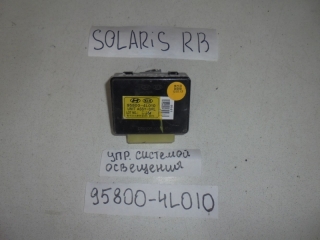 SOLARIS RB
УПР. СИСТЕМОЙ
ОСВЕЩЕНИЯ
95800-4L010